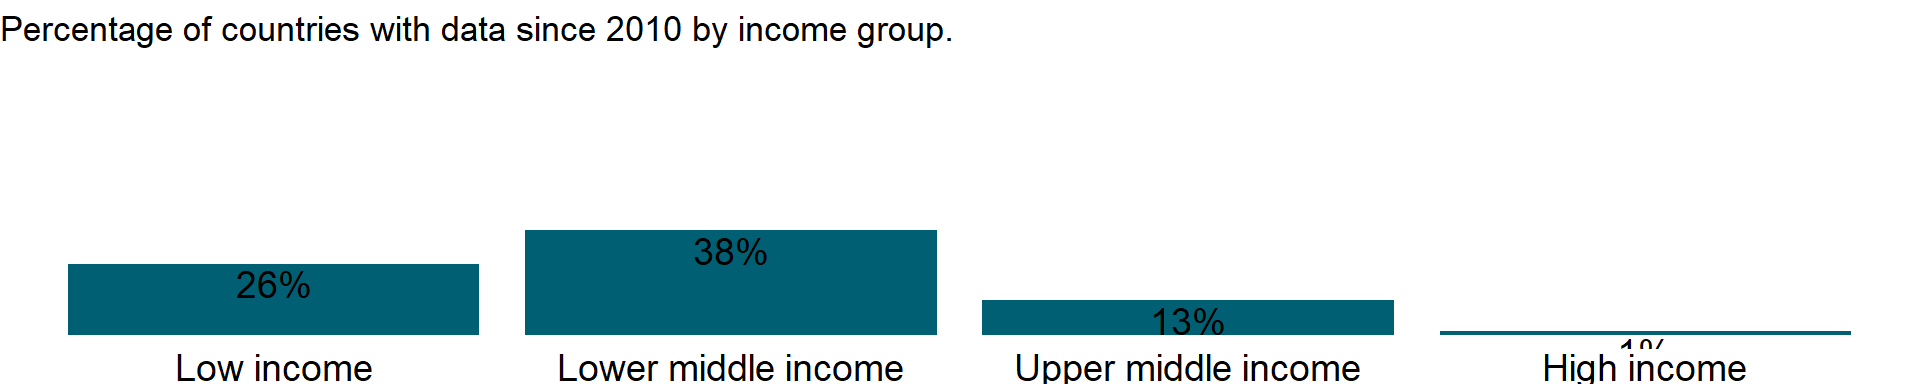 Percentage of countries with data since 2010 by income group.
26%
38%
13%
1%
Low income
Lower middle income
Upper middle income
High income